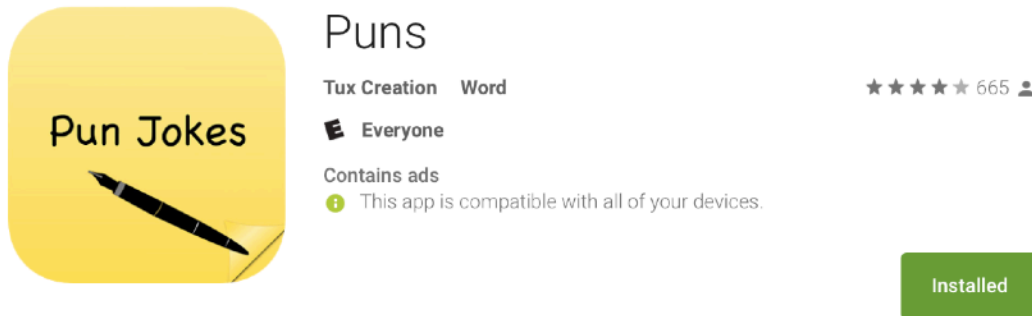 Puns
Pun Jokes
Tux Creation Word
665
E Everyone
Contains ads
This app is compatible with all of your devices.
Installed